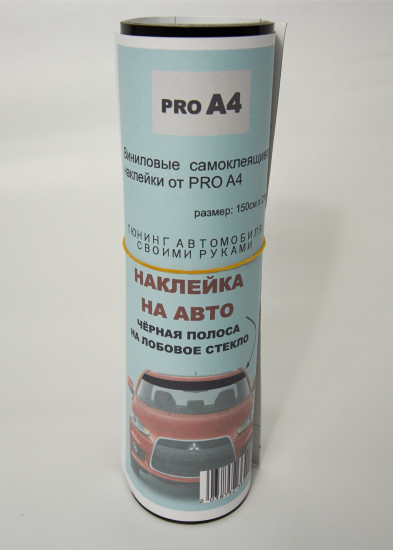 PRO A4
Виниловые самоклеящиеся
наклейки от PRO A4
размер: 150см х
ТЮНИНГ АВТОМОБИЛЯ
СВОИМИ РУКАМИ
НАКЛЕЙКА
НА АВТО
ЧЁРНАЯ ПОЛОСА
НА ЛОБОВОЕ СТЕКЛО